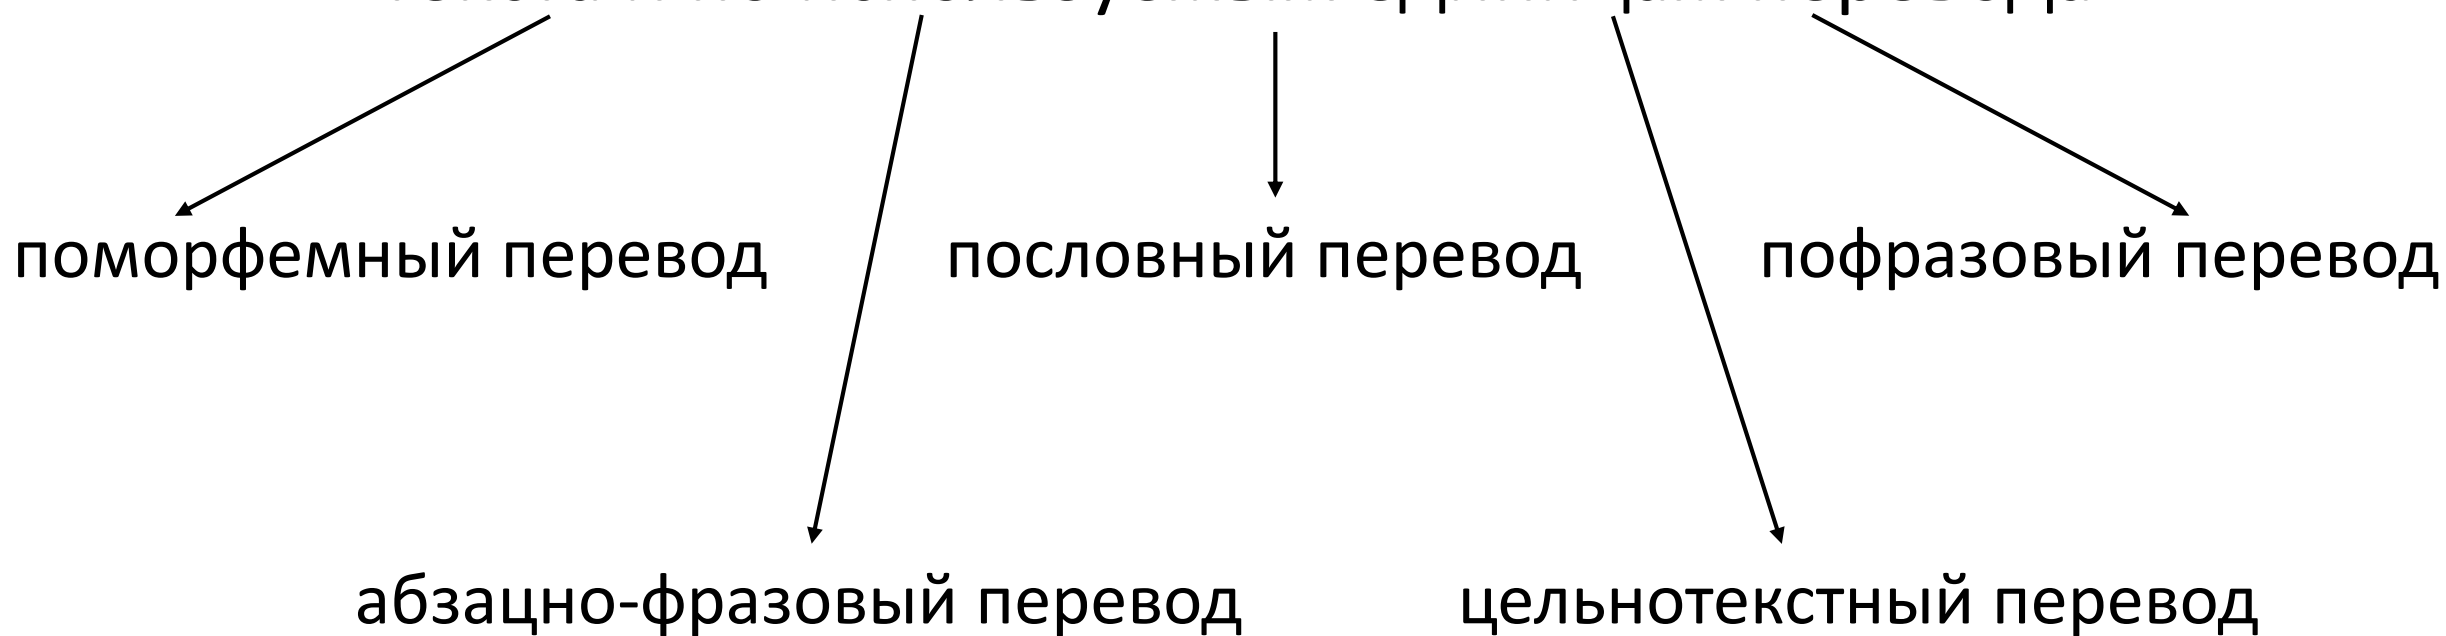 поморфемный перевод пословный перевод пофразовый перевод
абзацно-фразовый перевод цельнотекстный перевод